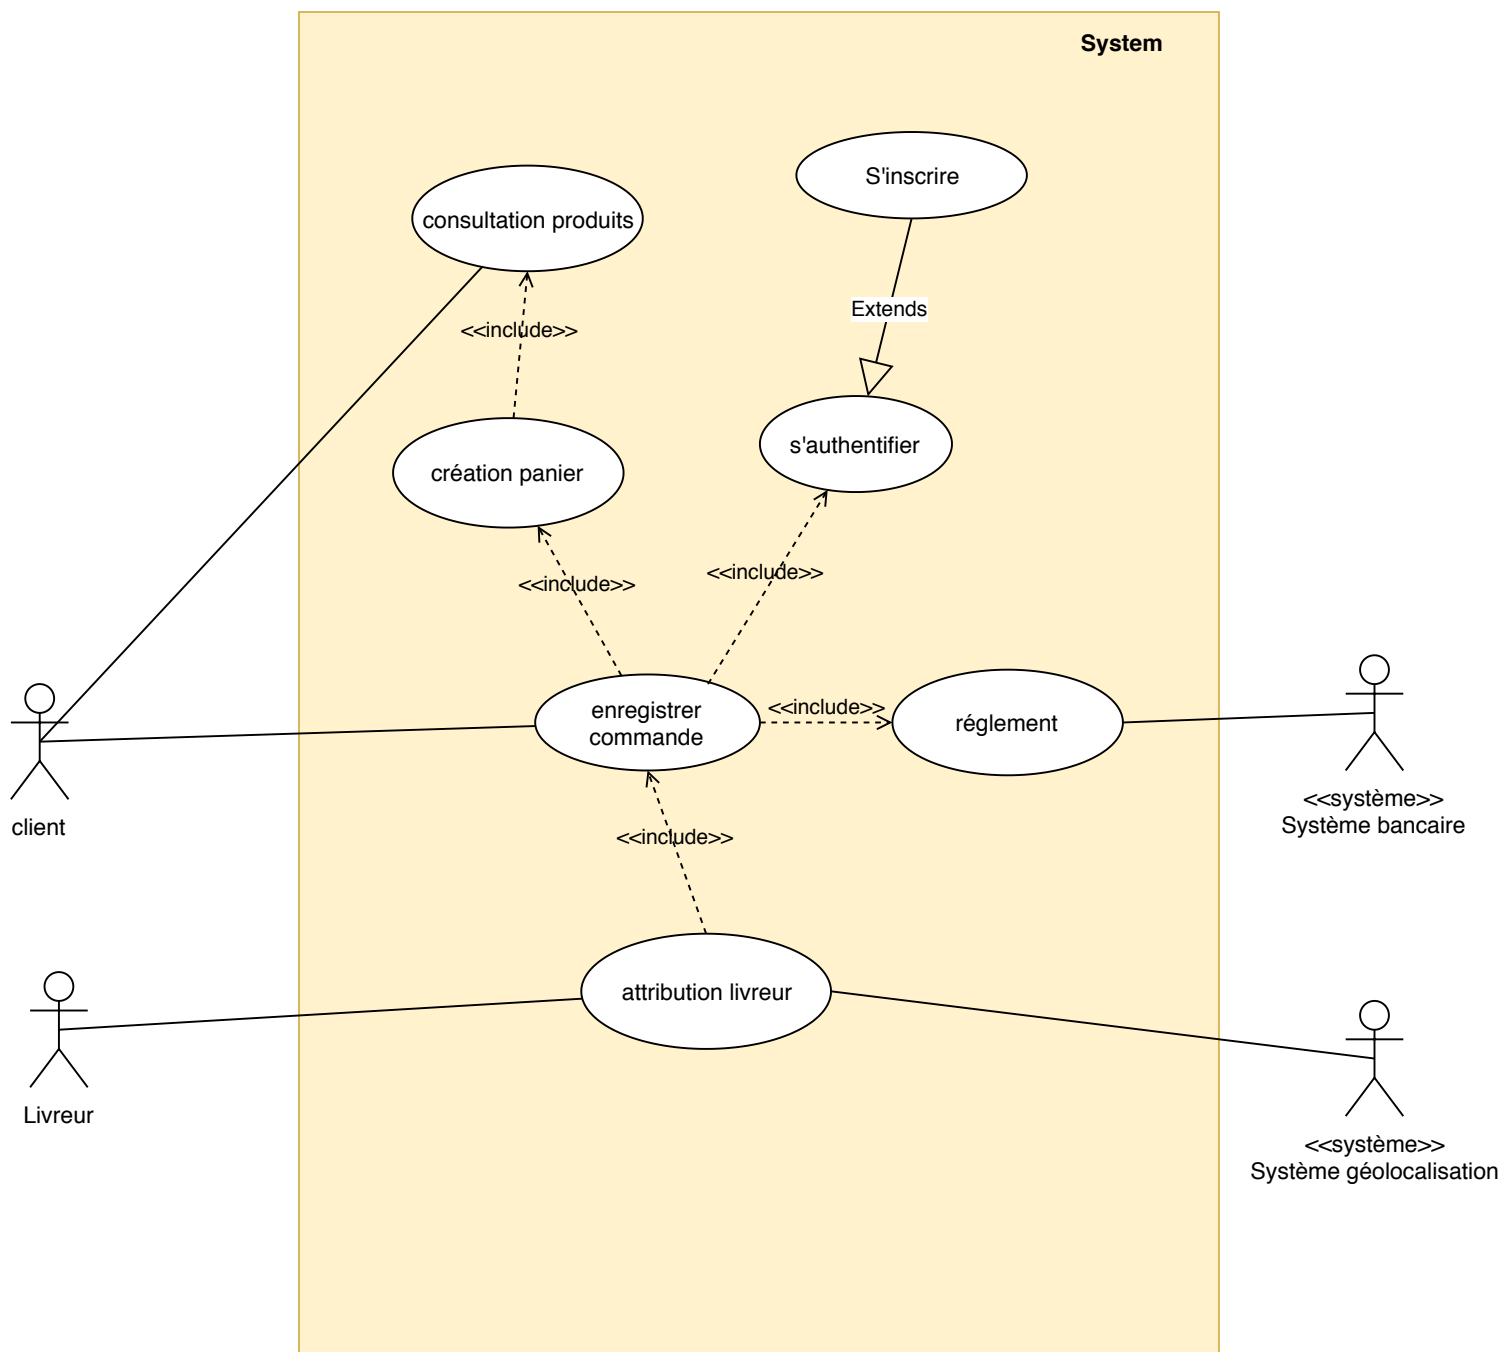 System
S'inscrire
consultation produits
Extends
<<include>>
s'authentifier
création panier
<<include>>
<<include>>
enregistrer
commande
<<include>>
réglement
<<système>>
Système bancaire
client
<<include>>
attribution livreur
Livreur
<<système>>
Système géolocalisation